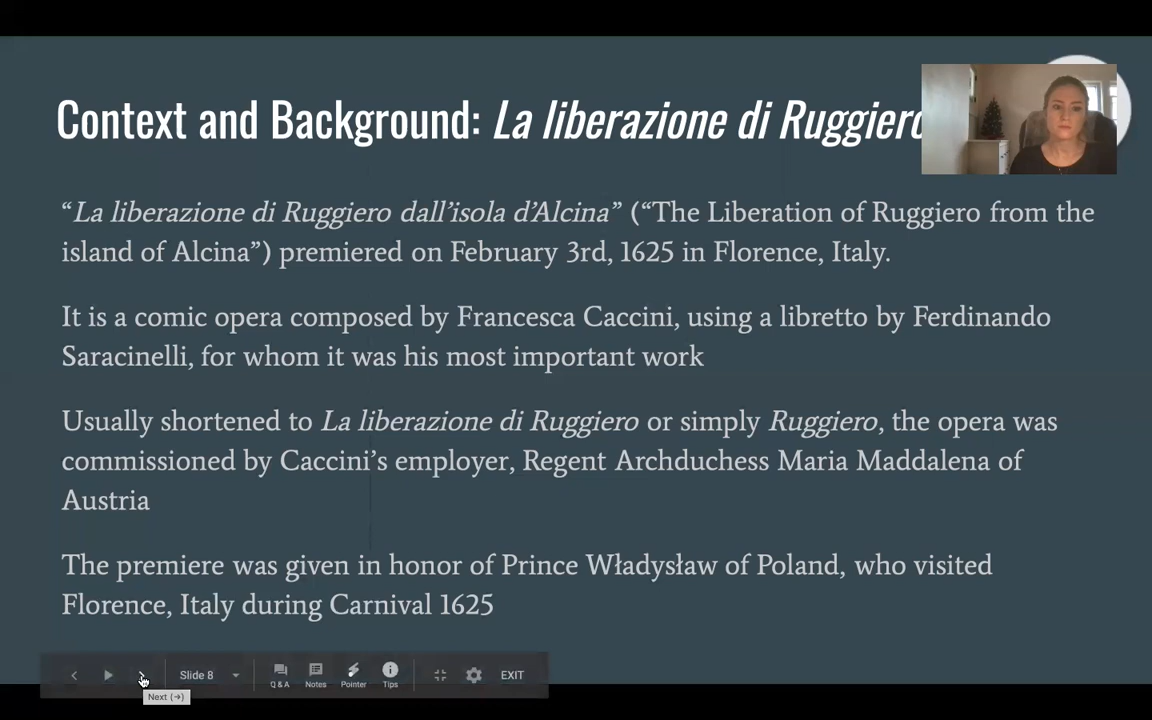 Context and Background: La liberazione di Ruggiero
“La liberazione di Ruggiero dall’isola d’Alcina” (“The Liberation of Ruggiero from the
island of Alcina”) premiered on February 3rd, 1625 in Florence, Italy.
It is a comic opera composed by Francesca Caccini, using a libretto by Ferdinando
Saracinelli, for whom it was his most important work
Usually shortened to La liberazione di Ruggiero or simply Ruggiero, the opera was
commissioned by Caccini’s employer, Regent Archduchess Maria Maddalena of
Austria
The premiere was given in honor of Prince Władysław of Poland, who visited
Florence, Italy during Carnival 1625
Slide 8 Q & A Notes Pointer Tips EXIT
Next (→)